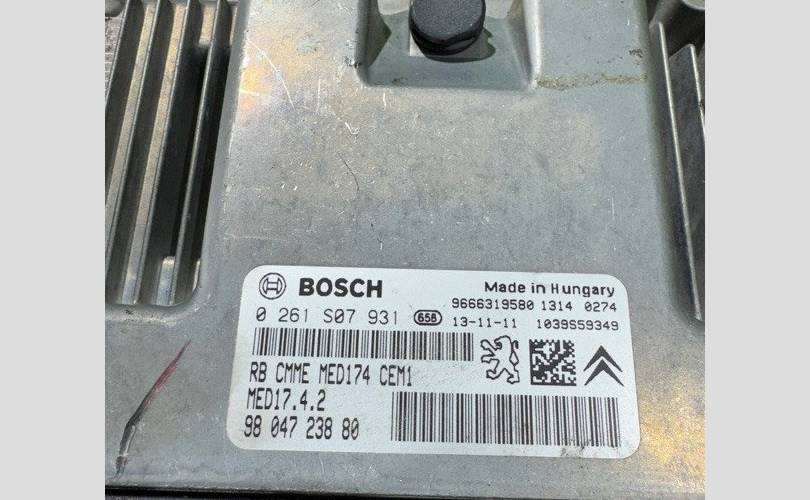 BOSCH
Made in Hungary
9666319580 1314 0274
0 261 S07 931 65B 13-11-11 1039S59349
RB CMME MED174 CEM1
MED17.4.2
98 047 238 80